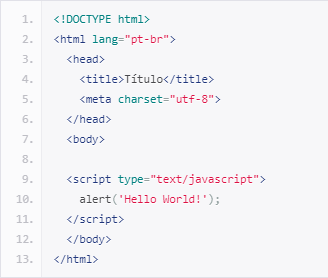 1. <!DOCTYPE html>
2. <html lang="pt-br">
3.   <head>
4.     <title>Título</title>
5.     <meta charset="utf-8">
6.   </head>
7.   <body>
8.
9.   <script type="text/javascript">
10.     alert('Hello World!');
11.   </script>
12.   </body>
13. </html>